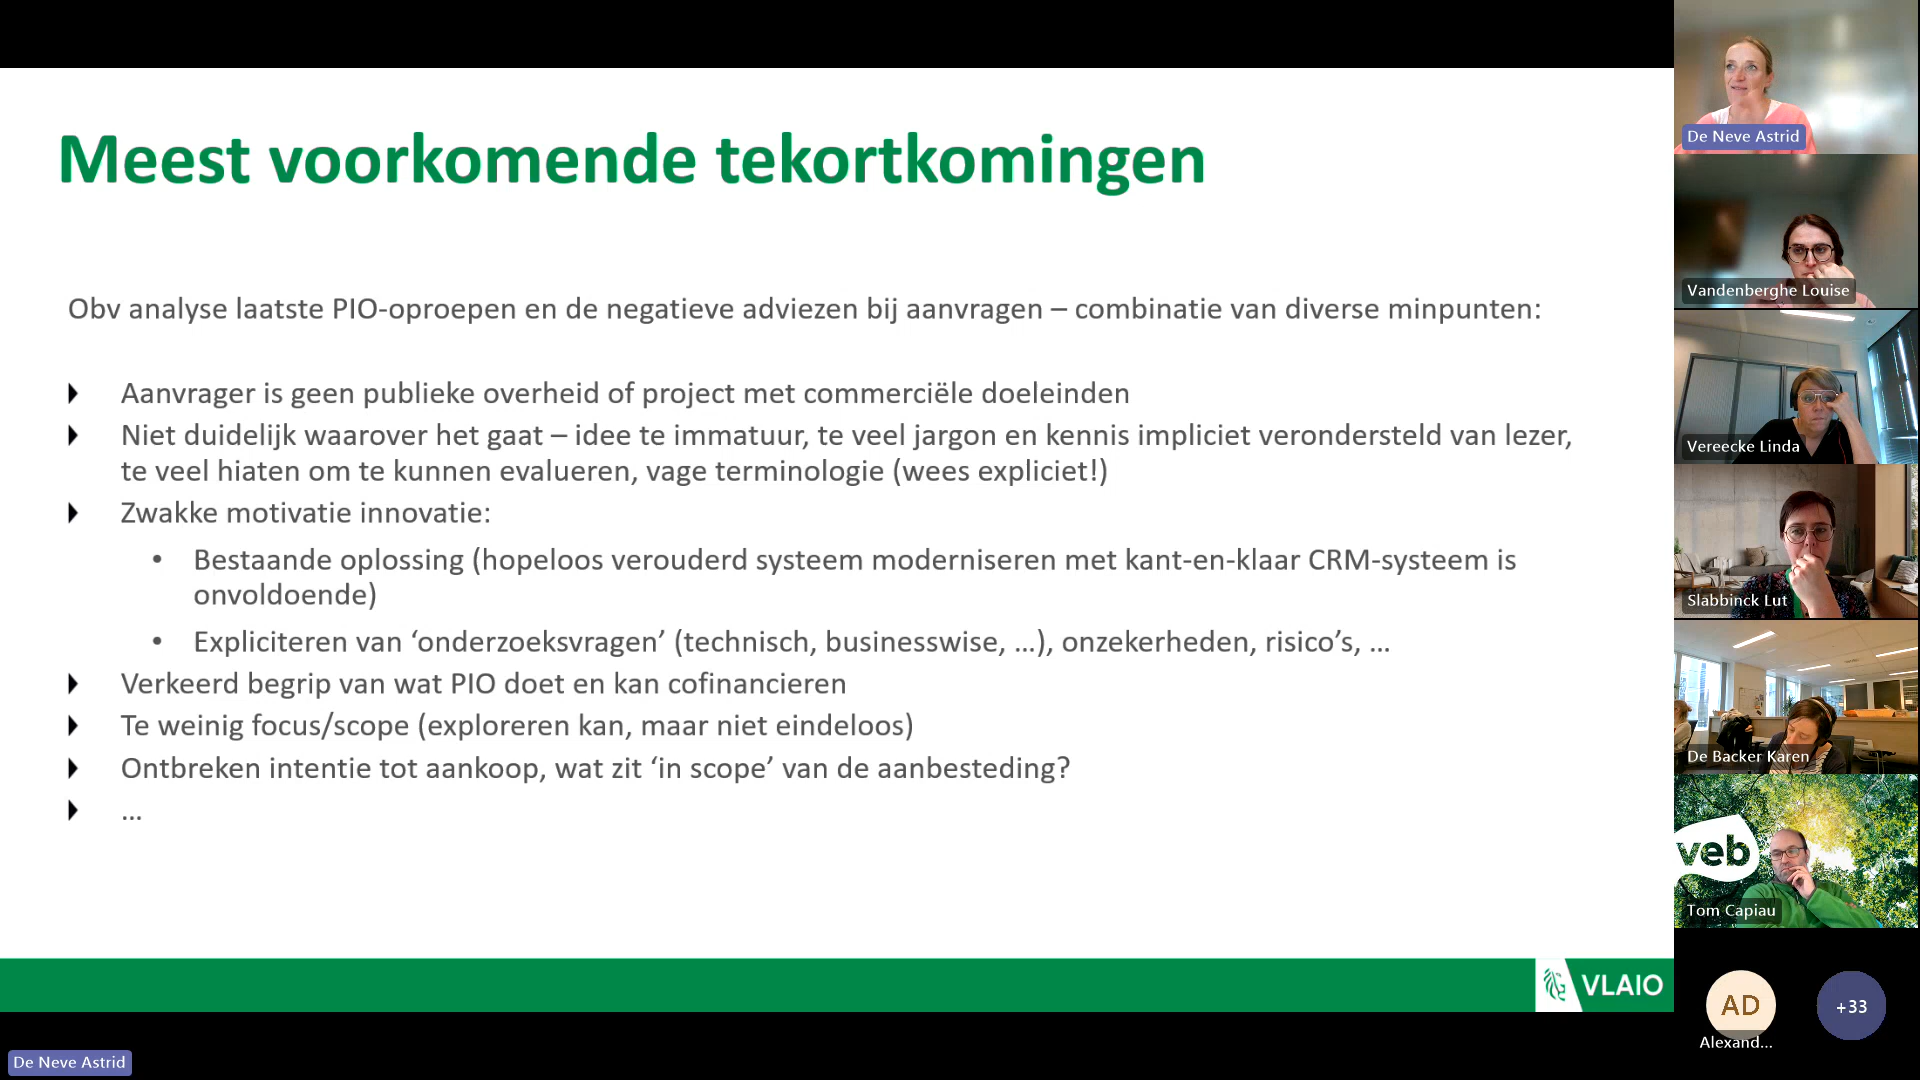 Meest voorkomende tekortkomingen
Obv analyse laatste PIO-oproepen en de negatieve adviezen bij aanvragen – combinatie van diverse minpunten:
Aanvrager is geen publieke overheid of project met commerciële doeleinden
Niet duidelijk waarover het gaat – idee te immatuur, te veel jargon en kennis impliciet verondersteld van lezer,
te veel hiaten om te kunnen evalueren, vage terminologie (wees expliciet!)
Zwakke motivatie innovatie:
• Bestaande oplossing (hopeloos verouderd systeem moderniseren met kant-en-klaar CRM-systeem is
onvoldoende)
• Expliciteren van ‘onderzoeksvragen’ (technisch, businesswise, …), onzekerheden, risico’s, …
Verkeerd begrip van wat PIO doet en kan cofinancieren
Te weinig focus/scope (exploreren kan, maar niet eindeloos)
Ontbreken intentie tot aankoop, wat zit ‘in scope’ van de aanbesteding?
…
VLAIO
De Neve Astrid
De Neve Astrid
Vandenberghe Louise
Vereecke Linda
Slabbinck Lut
De Backer Karen
veb
Tom Capiau
AD
Alexand...
+33